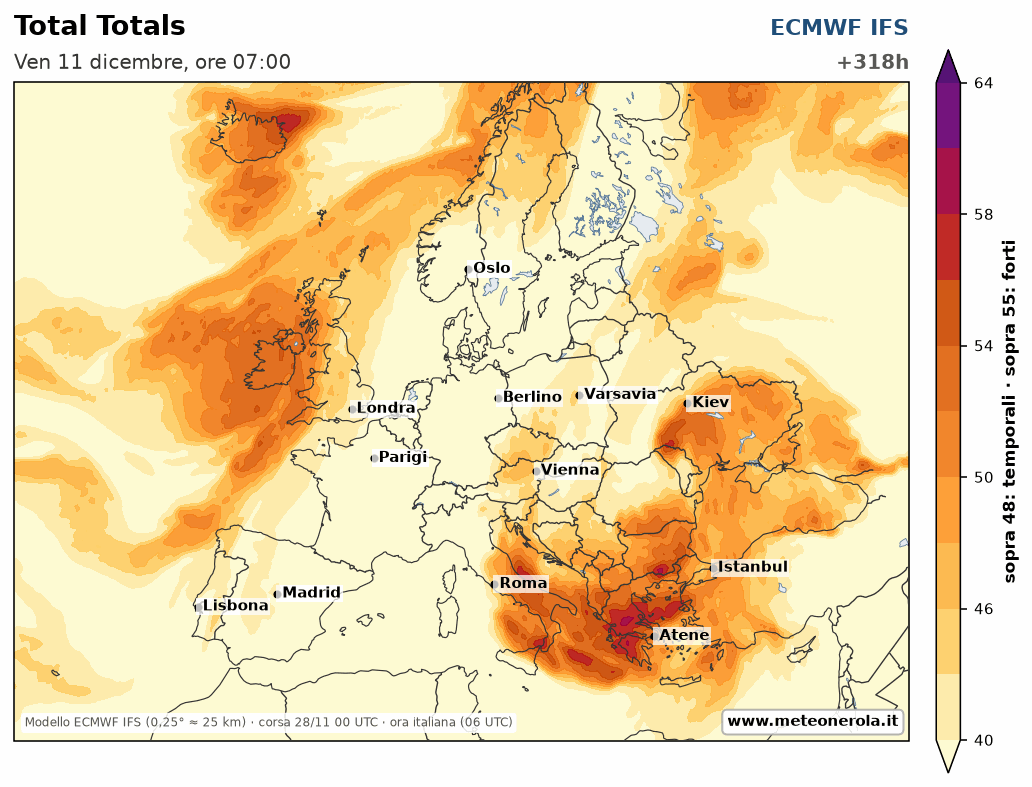 Total Totals
ECMWF IFS
Ven 11 dicembre, ore 07:00
+318h
64
58
54
50
46
40
sopra 48: temporali · sopra 55: forti
Oslo
Berlino
Varsavia
Kiev
Londra
Parigi
Vienna
Istanbul
Roma
Madrid
Lisbona
Atene
Modello ECMWF IFS (0,25° ≈ 25 km) · corsa 28/11 00 UTC · ora italiana (06 UTC)
www.meteonerola.it